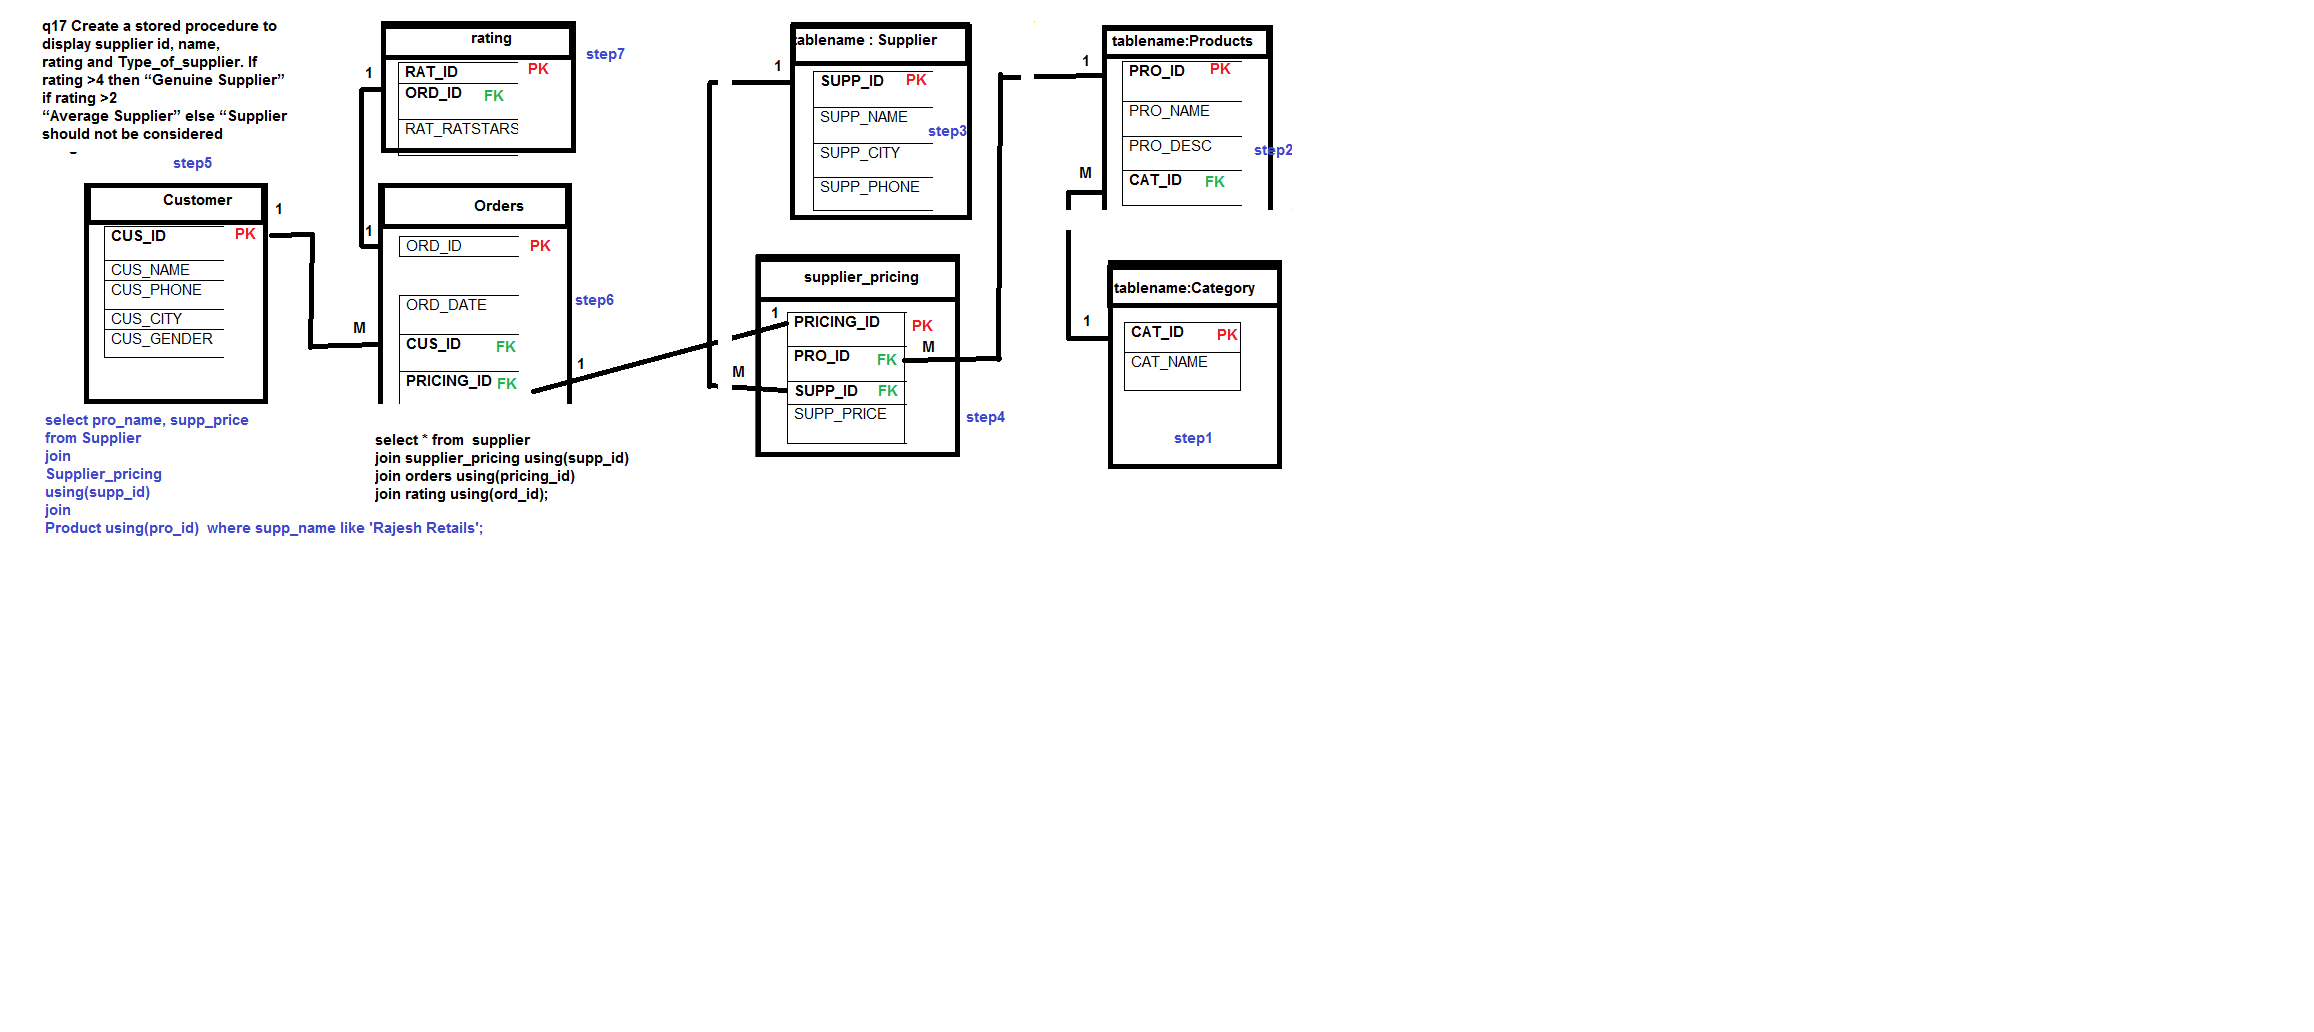 q17 Create a stored procedure to
display supplier id, name,
rating and Type_of_supplier. If
rating >4 then “Genuine Supplier”
if rating >2
“Average Supplier” else “Supplier
should not be considered
step5
rating
RAT_ID PK
ORD_ID FK
RAT_RATSTARS
step7
1
1
tablename : Supplier
SUPP_ID PK
SUPP_NAME
step3
SUPP_CITY
SUPP_PHONE
1
tablename:Products
PRO_ID PK
PRO_NAME
PRO_DESC
step2
CAT_ID FK
1
M
Customer
CUS_ID PK
CUS_NAME
CUS_PHONE
CUS_CITY
CUS_GENDER
1
M
Orders
ORD_ID PK
ORD_DATE
step6
CUS_ID FK
PRICING_ID FK
1
supplier_pricing
1
PRICING_ID PK
PRO_ID FK
M
M
SUPP_ID FK
SUPP_PRICE
step4
tablename:Category
1
CAT_ID PK
CAT_NAME
step1
select pro_name, supp_price
from Supplier
join
Supplier_pricing
using(supp_id)
join
Product using(pro_id) where supp_name like 'Rajesh Retails';
select * from supplier
join supplier_pricing using(supp_id)
join orders using(pricing_id)
join rating using(ord_id);